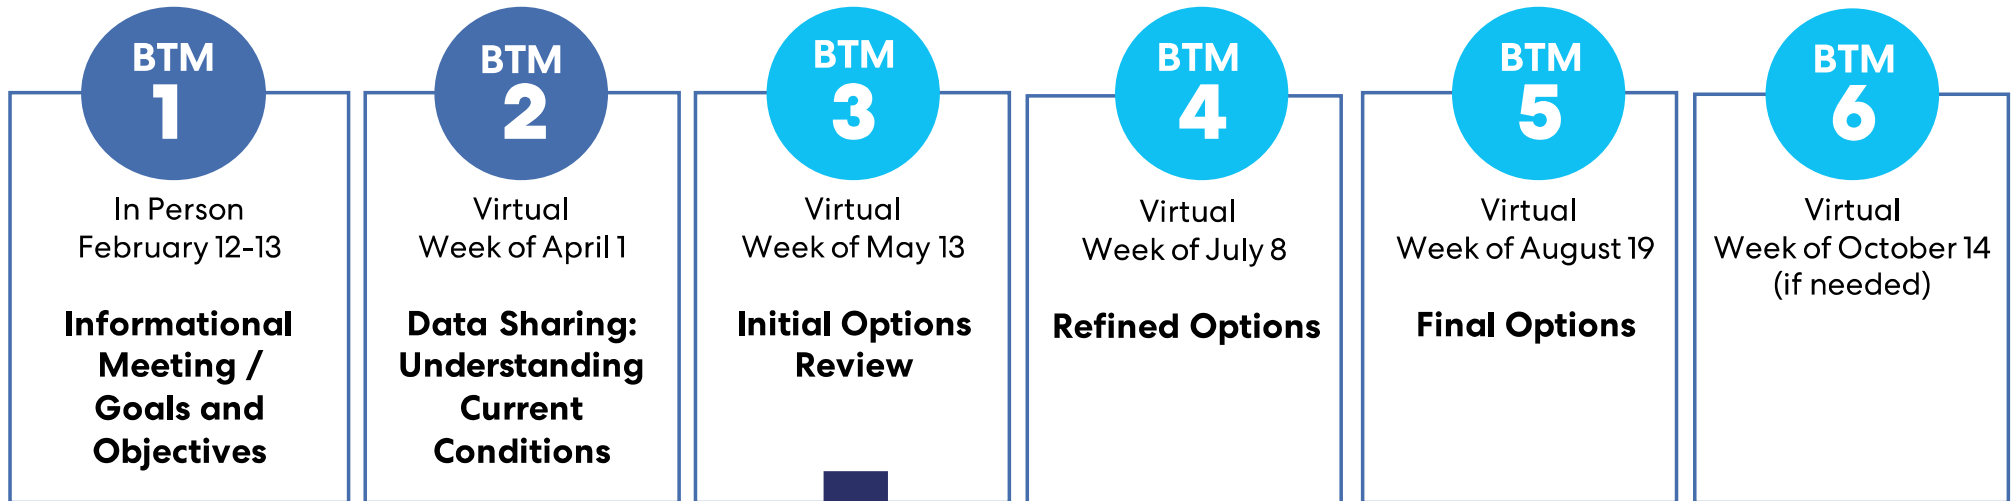 BTM
1
In Person
February 12-13
Informational
Meeting /
Goals and
Objectives
BTM
2
Virtual
Week of April 1
Data Sharing:
Understanding
Current
Conditions
BTM
3
Virtual
Week of May 13
Initial Options
Review
BTM
4
Virtual
Week of July 8
Refined Options
BTM
5
Virtual
Week of August 19
Final Options
BTM
6
Virtual
Week of October 14
(if needed)